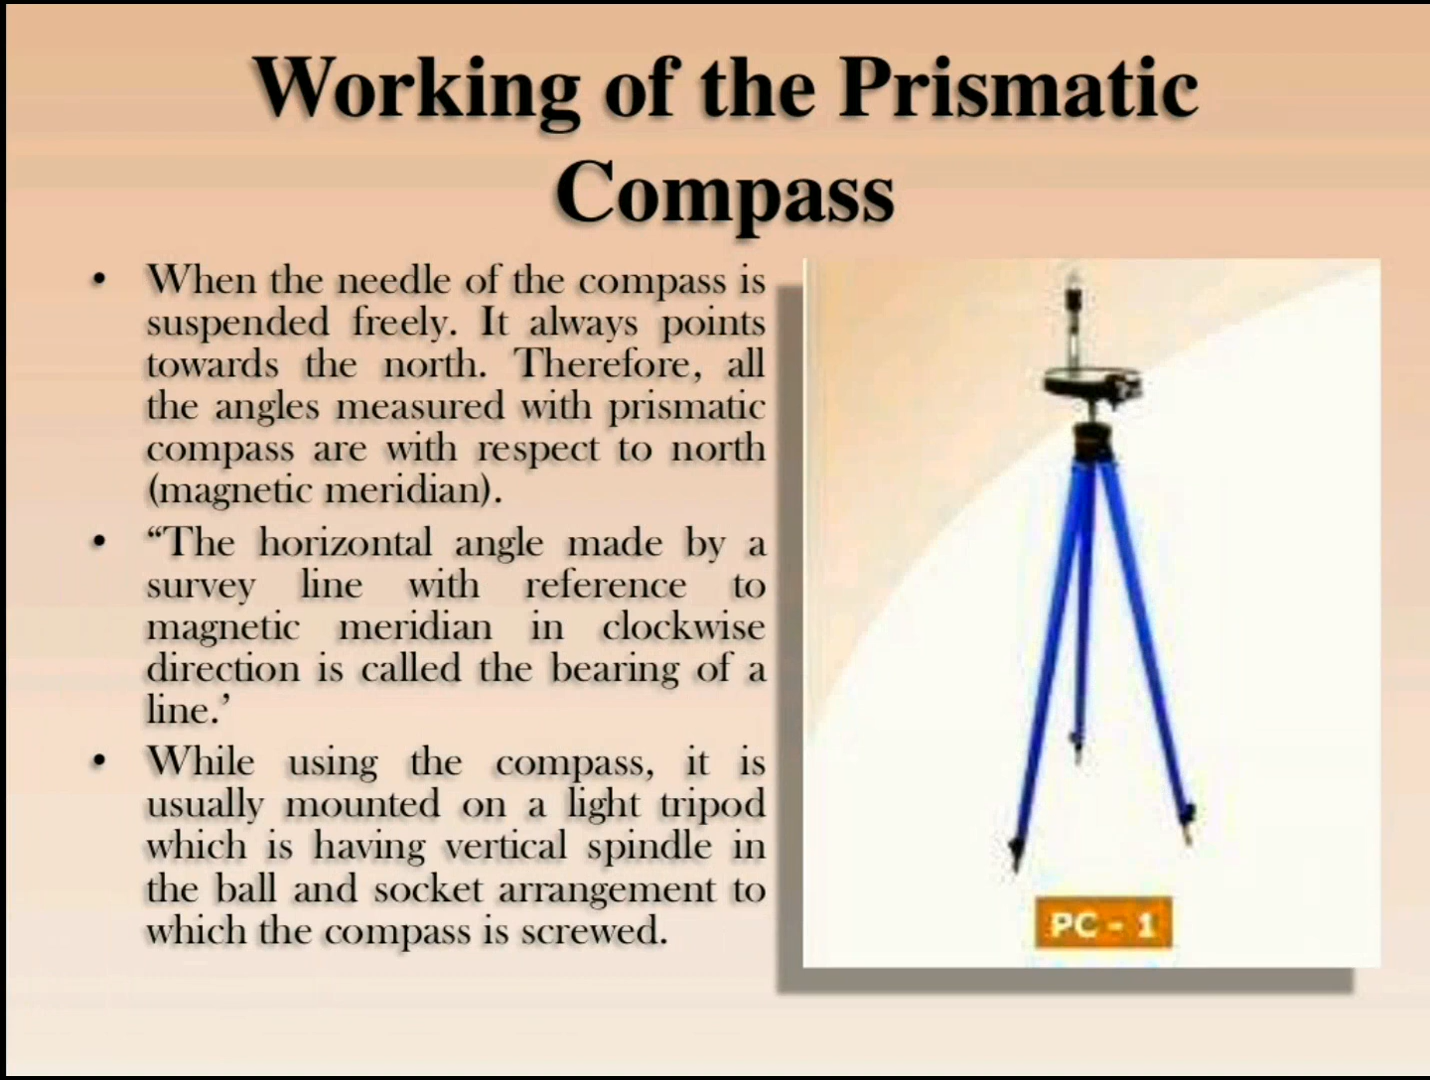 Working of the Prismatic
Compass
• When the needle of the compass is
suspended freely. It always points
towards the north. Therefore, all
the angles measured with prismatic
compass are with respect to north
(magnetic meridian).
• “The horizontal angle made by a
survey line with reference to
magnetic meridian in clockwise
direction is called the bearing of a
line.’
• While using the compass, it is
usually mounted on a light tripod
which is having vertical spindle in
the ball and socket arrangement to
which the compass is screwed.
PC - 1